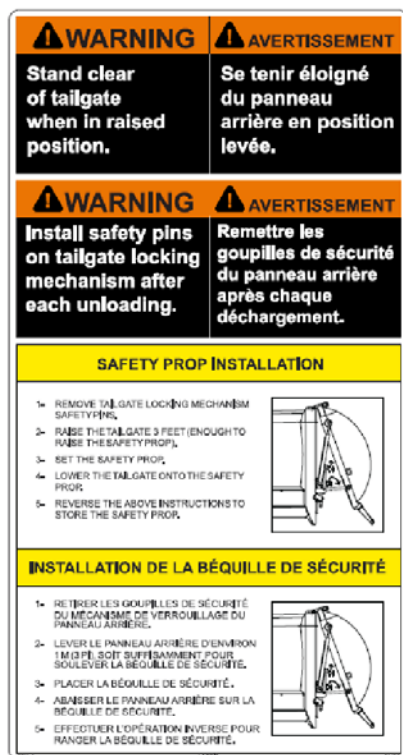 WARNING
Stand clear
of tailgate
when in raised
position.
AVERTISSEMENT
Se tenir éloigné
du panneau
arrière en position
levée.
WARNING
Install safety pins
on tailgate locking
mechanism after
each unloading.
AVERTISSEMENT
Remettre les
goupilles de sécurité
du panneau arrière
après chaque
déchargement.
SAFETY PROP INSTALLATION
1- REMOVE TAILGATE LOCKING MECHANISM
SAFETY PINS.
2- RAISE THE TAILGATE 3 FEET (ENOUGH TO
RAISE THE SAFETY PROP).
3- SET THE SAFETY PROP.
4- LOWER THE TAILGATE ONTO THE SAFETY
PROP.
5- REVERSE THE ABOVE INSTRUCTIONS TO
STORE THE SAFETY PROP.
INSTALLATION DE LA BÉQUILLE DE SÉCURITÉ
1- RETIRER LES GOUPILLES DE SÉCURITÉ
DU MÉCANISME DE VERROUILLAGE DU
PANNEAU ARRIÈRE.
2- LEVER LE PANNEAU ARRIÈRE D'ENVIRON
1 M (3 PI), SOIT SUFFISAMMENT POUR
SOULEVER LA BÉQUILLE DE SÉCURITÉ.
3- PLACER LA BÉQUILLE DE SÉCURITÉ.
4- ABAISSER LE PANNEAU ARRIÈRE SUR LA
BÉQUILLE DE SÉCURITÉ.
5- EFFECTUER L'OPÉRATION INVERSE POUR
RANGER LA BÉQUILLE DE SÉCURITÉ.